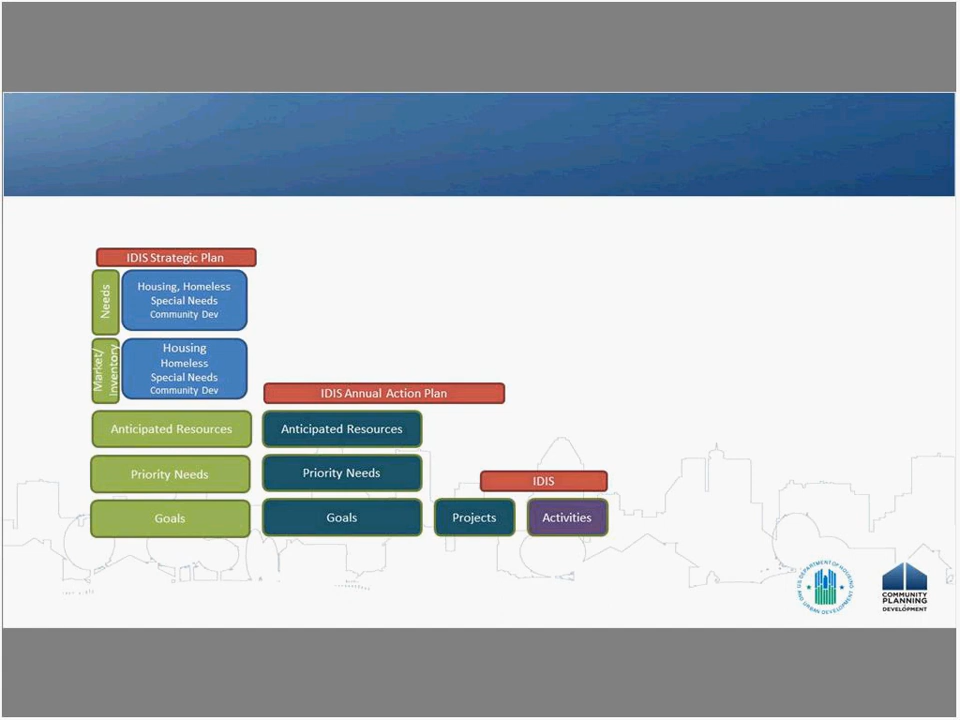 IDIS Strategic Plan
Needs
Housing, Homeless
Special Needs
Community Dev
Market/
Inventory
Housing
Homeless
Special Needs
Community Dev
IDIS Annual Action Plan
Anticipated Resources
Anticipated Resources
Priority Needs
Priority Needs
IDIS
Goals
Goals
Projects
Activities
U.S. DEPARTMENT OF HOUSING
AND URBAN DEVELOPMENT
COMMUNITY
PLANNING
DEVELOPMENT